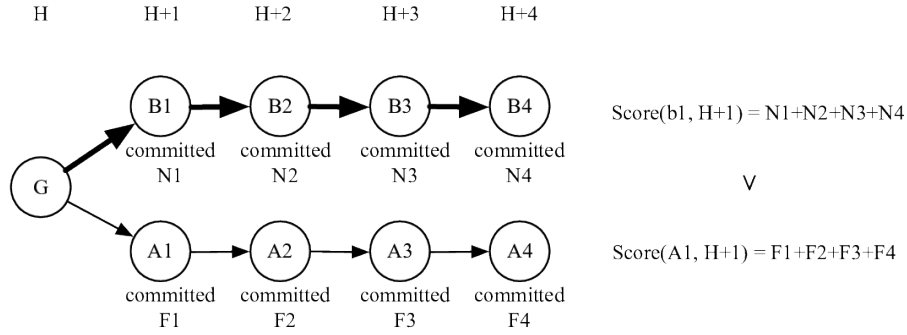 H H+1 H+2 H+3 H+4
B1 B2 B3 B4
Score(b1, H+1) = N1+N2+N3+N4
committed committed committed committed
N1 N2 N3 N4
G
V
A1 A2 A3 A4
Score(A1, H+1) = F1+F2+F3+F4
committed committed committed committed
F1 F2 F3 F4